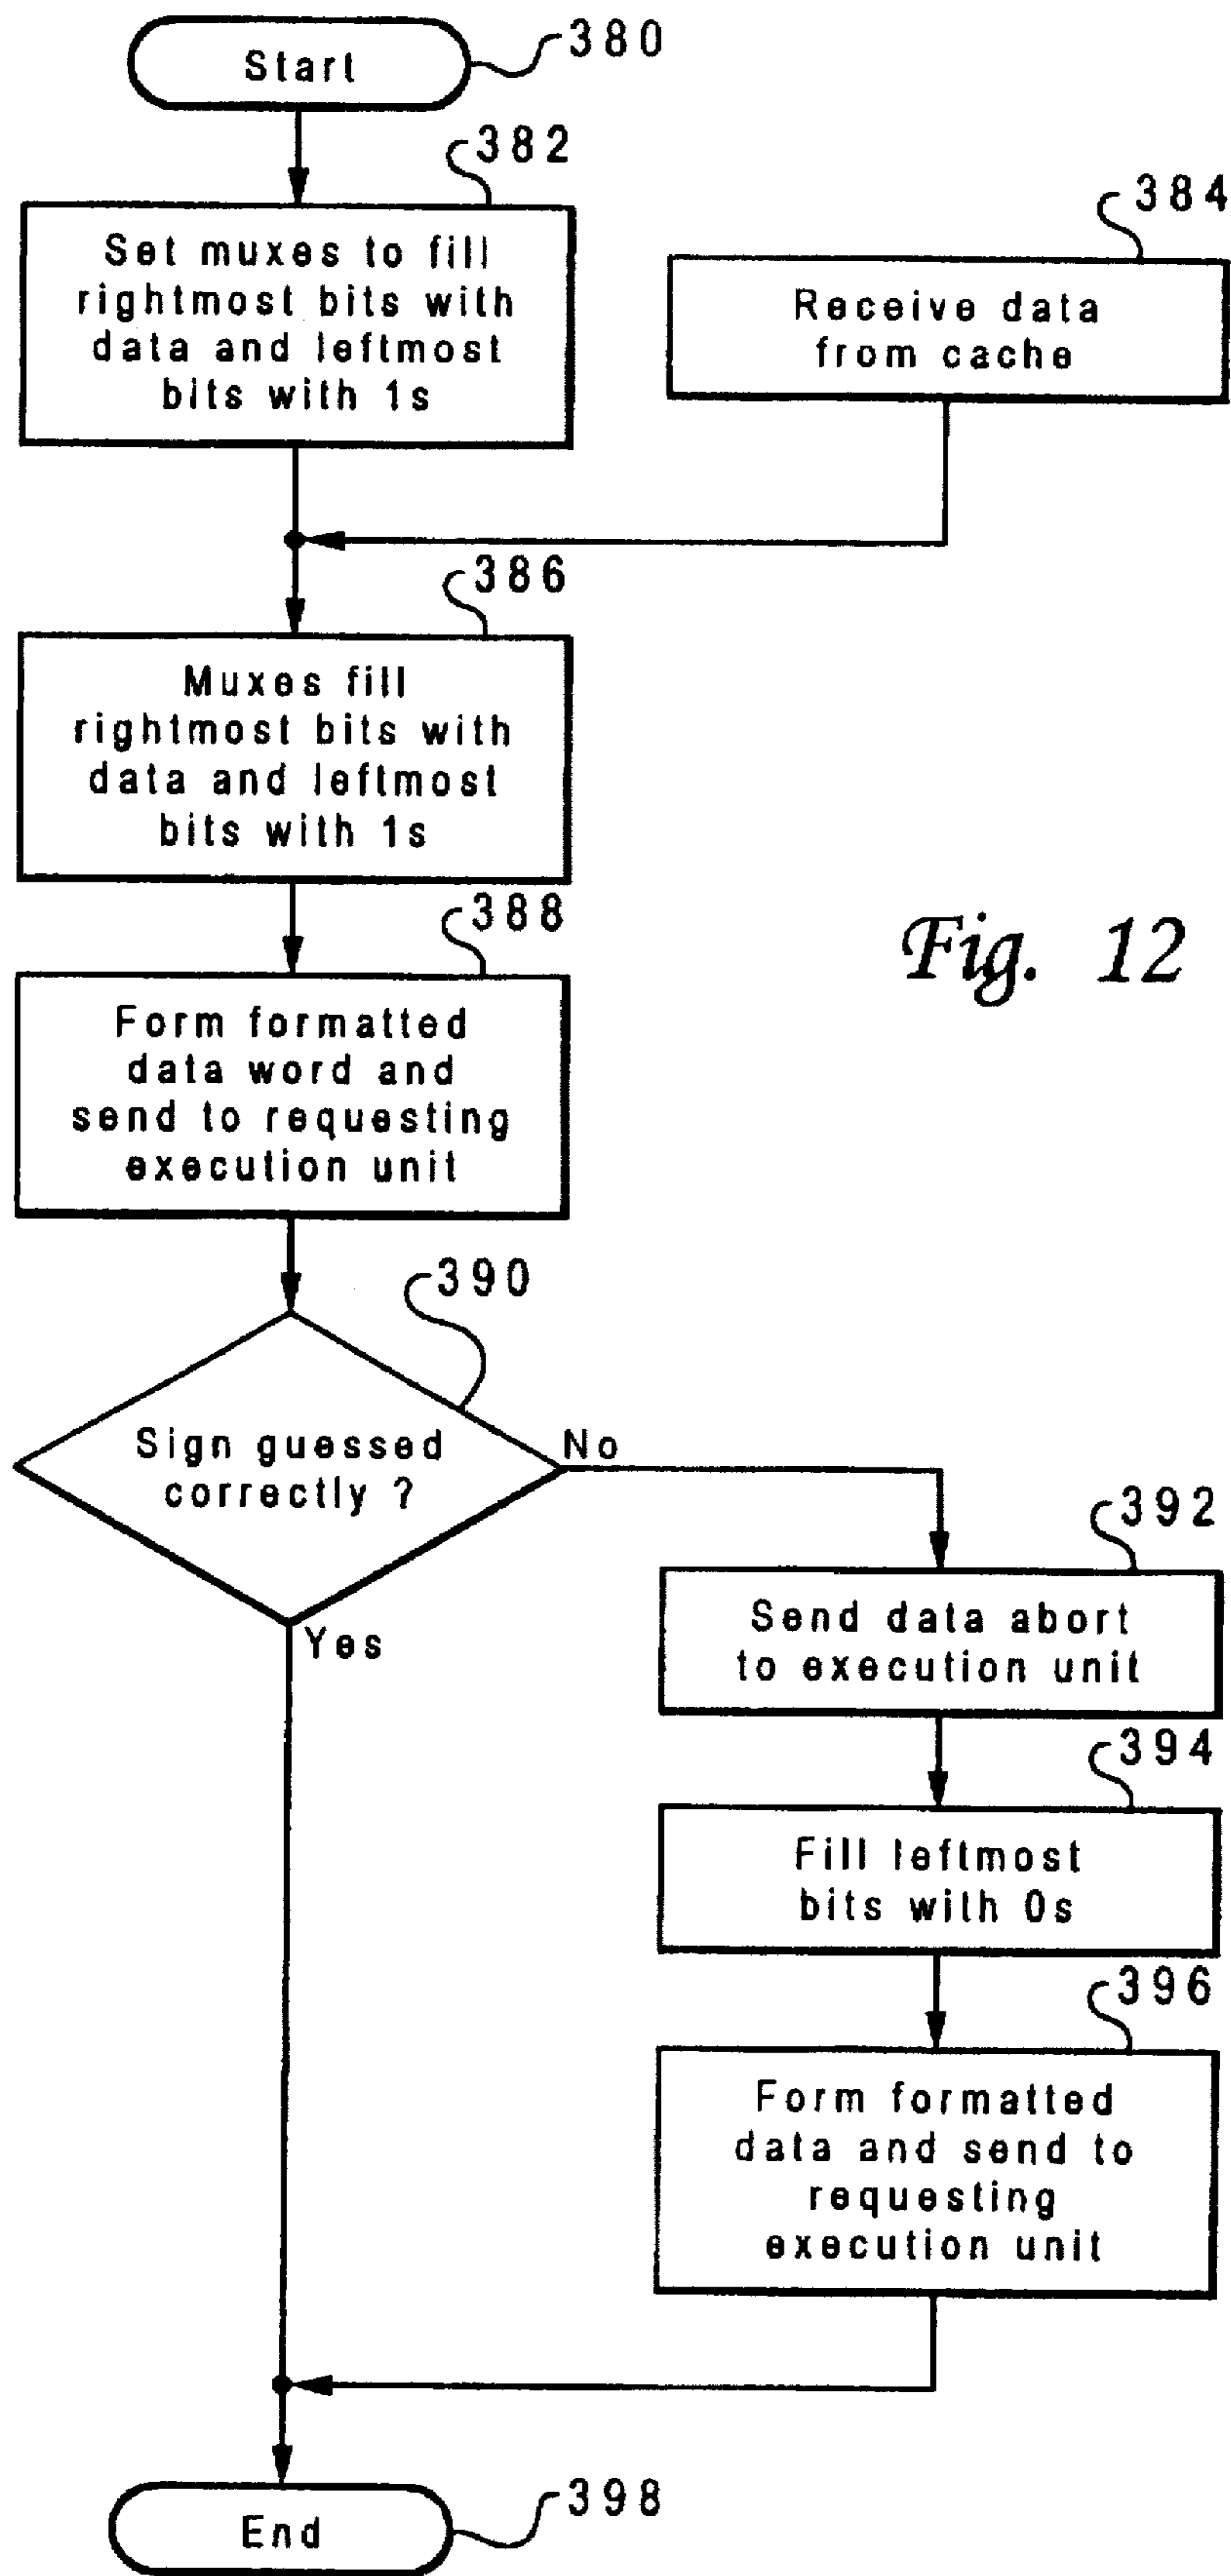 Start
380
382
Set muxes to fill
rightmost bits with
data and leftmost
bits with 1s
384
Receive data
from cache
386
Muxes fill
rightmost bits with
data and leftmost
bits with 1s
388
Form formatted
data word and
send to requesting
execution unit
Fig. 12
390
Sign guessed
correctly ?
No
Yes
392
Send data abort
to execution unit
394
Fill leftmost
bits with 0s
396
Form formatted
data and send to
requesting
execution unit
End
398